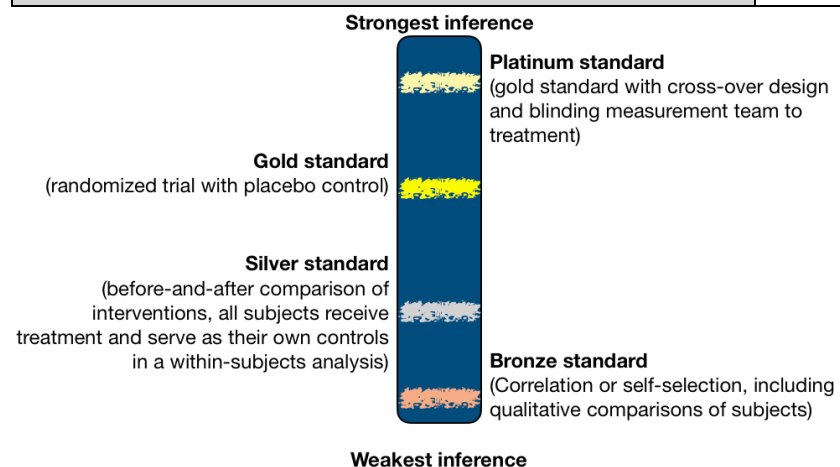 Strongest inference
Platinum standard
(gold standard with cross-over design
and blinding measurement team to
treatment)
Gold standard
(randomized trial with placebo control)
Silver standard
(before-and-after comparison of
interventions, all subjects receive
treatment and serve as their own controls
in a within-subjects analysis)
Bronze standard
(Correlation or self-selection, including
qualitative comparisons of subjects)
Weakest inference